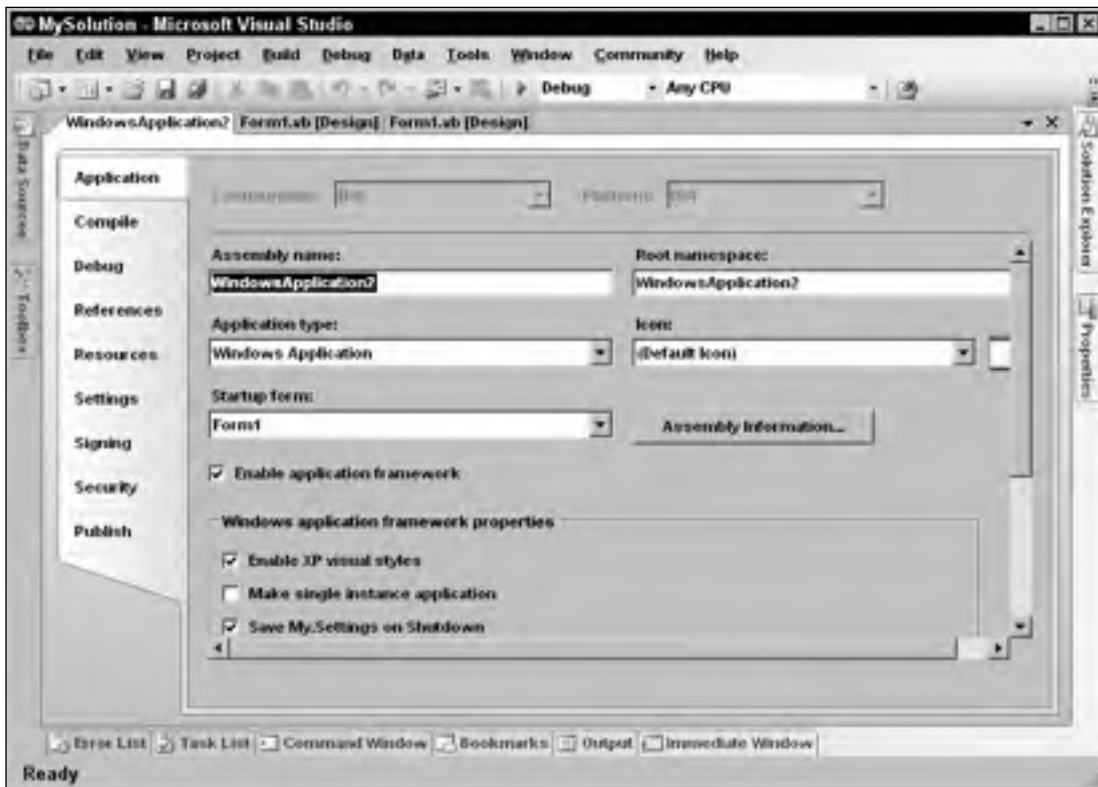 MySolution - Microsoft Visual Studio
File Edit View Project Build Debug Data Tools Window Community Help
Debug Any CPU
WindowsApplication2 Form1.vb [Design] Form1.vb [Design]
Data Sources
Toolbox
Solution Explorer
Properties
Application
Compile
Debug
References
Resources
Settings
Signing
Security
Publish
Configuration: N/A Platform: N/A
Assembly name: Root namespace:
WindowsApplication2 WindowsApplication2
Application type: Icon:
Windows Application (Default Icon)
Startup form:
Form1 Assembly Information...
Enable application framework
Windows application framework properties
Enable XP visual styles
Make single instance application
Save My.Settings on Shutdown
Error List Task List Command Window Bookmarks Output Immediate Window
Ready